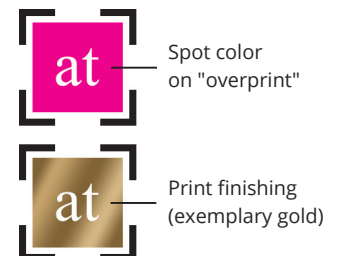 at
Spot color
on "overprint"
at
Print finishing
(exemplary gold)